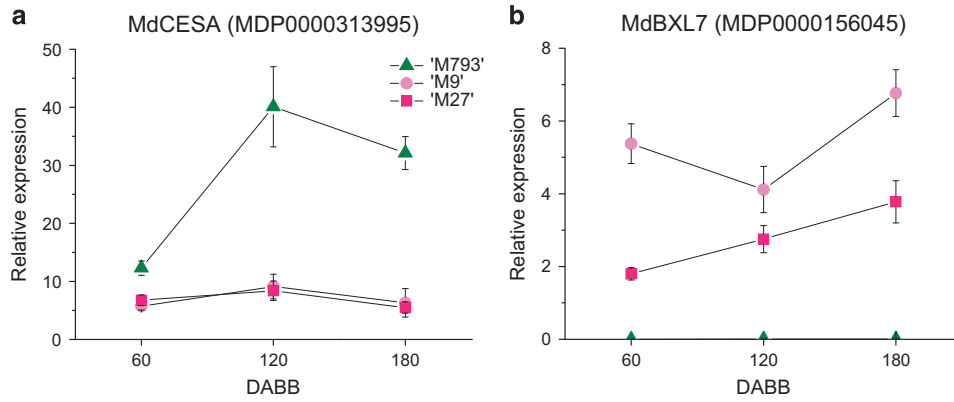 a
MdCESA (MDP0000313995)
50
40
30
20
10
0
Relative expression
60
120
180
DABB
'M793'
'M9'
'M27'
b
MdBXL7 (MDP0000156045)
8
6
4
2
0
Relative expression
60
120
180
DABB